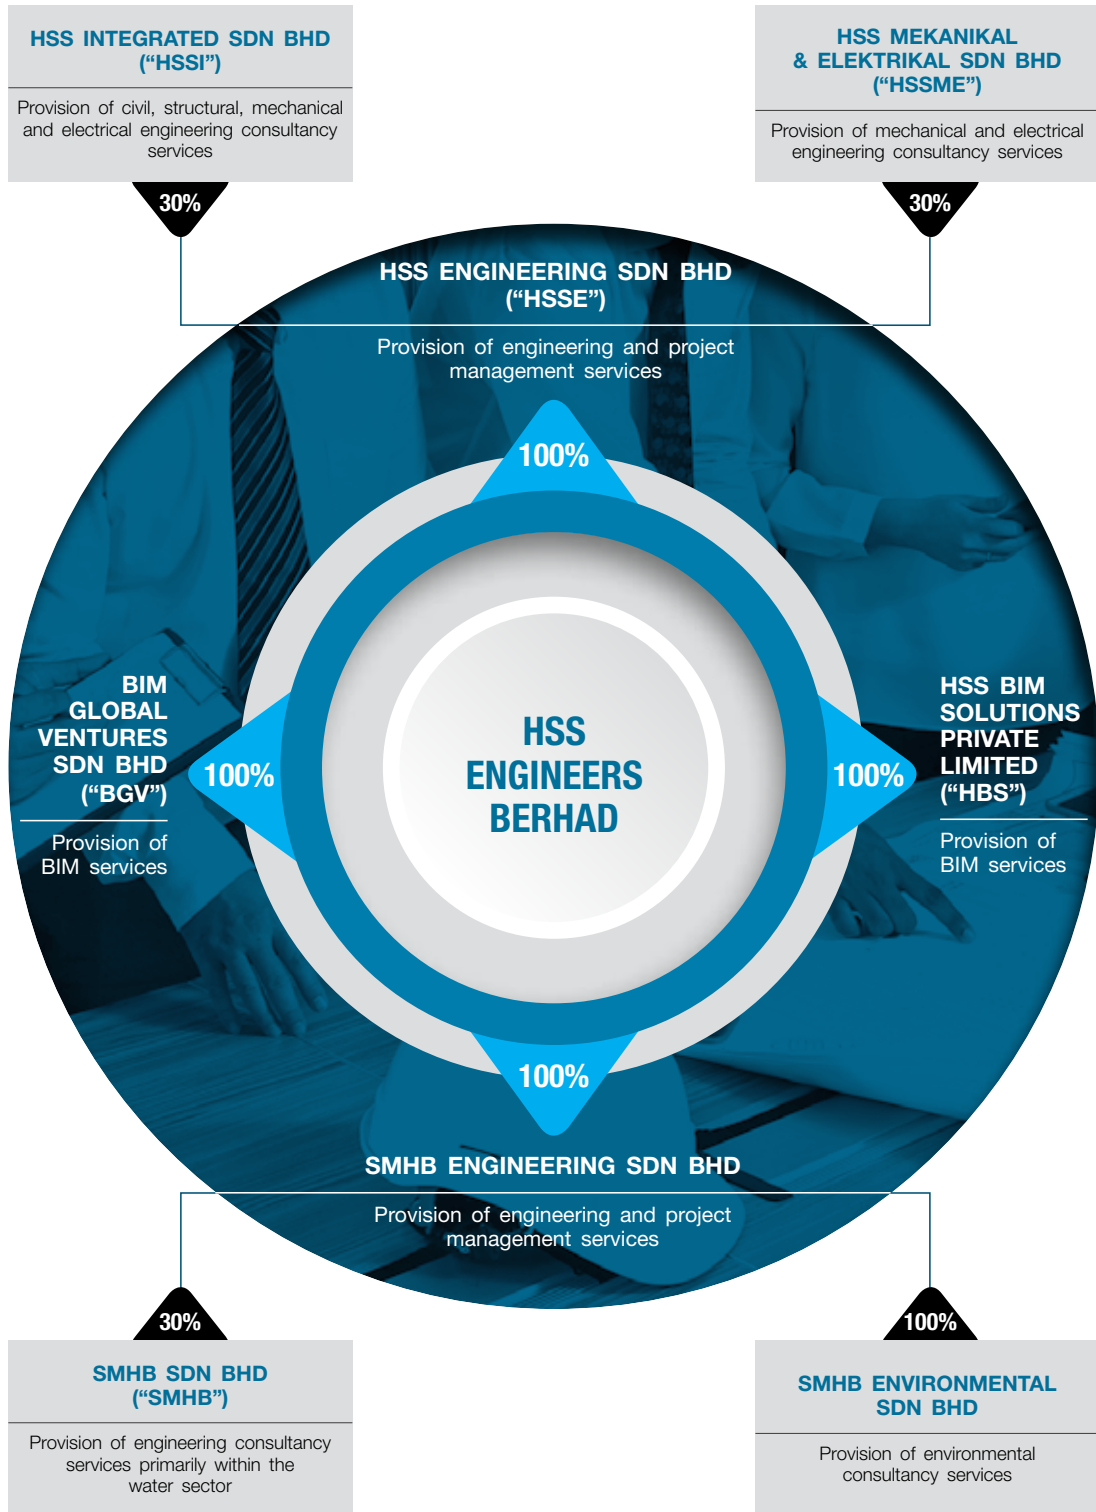 HSS INTEGRATED SDN BHD
(“HSSI”)
Provision of civil, structural, mechanical
and electrical engineering consultancy
services
30%
HSS MEKANIKAL
& ELEKTRIKAL SDN BHD
(“HSSME”)
Provision of mechanical and electrical
engineering consultancy services
30%
HSS ENGINEERING SDN BHD
(“HSSE”)
Provision of engineering and project
management services
100%
BIM
GLOBAL
VENTURES
SDN BHD
(“BGV”)
Provision of
BIM services
100%
HSS
ENGINEERS
BERHAD
100%
HSS BIM
SOLUTIONS
PRIVATE
LIMITED
(“HBS”)
Provision of
BIM services
100%
SMHB ENGINEERING SDN BHD
Provision of engineering and project
management services
30%
SMHB SDN BHD
(“SMHB”)
Provision of engineering consultancy
services primarily within the
water sector
100%
SMHB ENVIRONMENTAL
SDN BHD
Provision of environmental
consultancy services